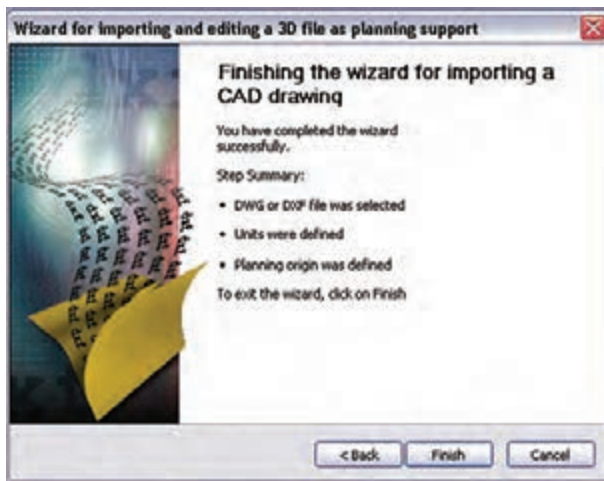 Wizard for importing and editing a 3D file as planning support
Finishing the wizard for importing a
CAD drawing
You have completed the wizard
successfully.
Step Summary:
• DWG or DXF file was selected
• Units were defined
• Planning origin was defined
To exit the wizard, click on Finish
< Back
Finish
Cancel